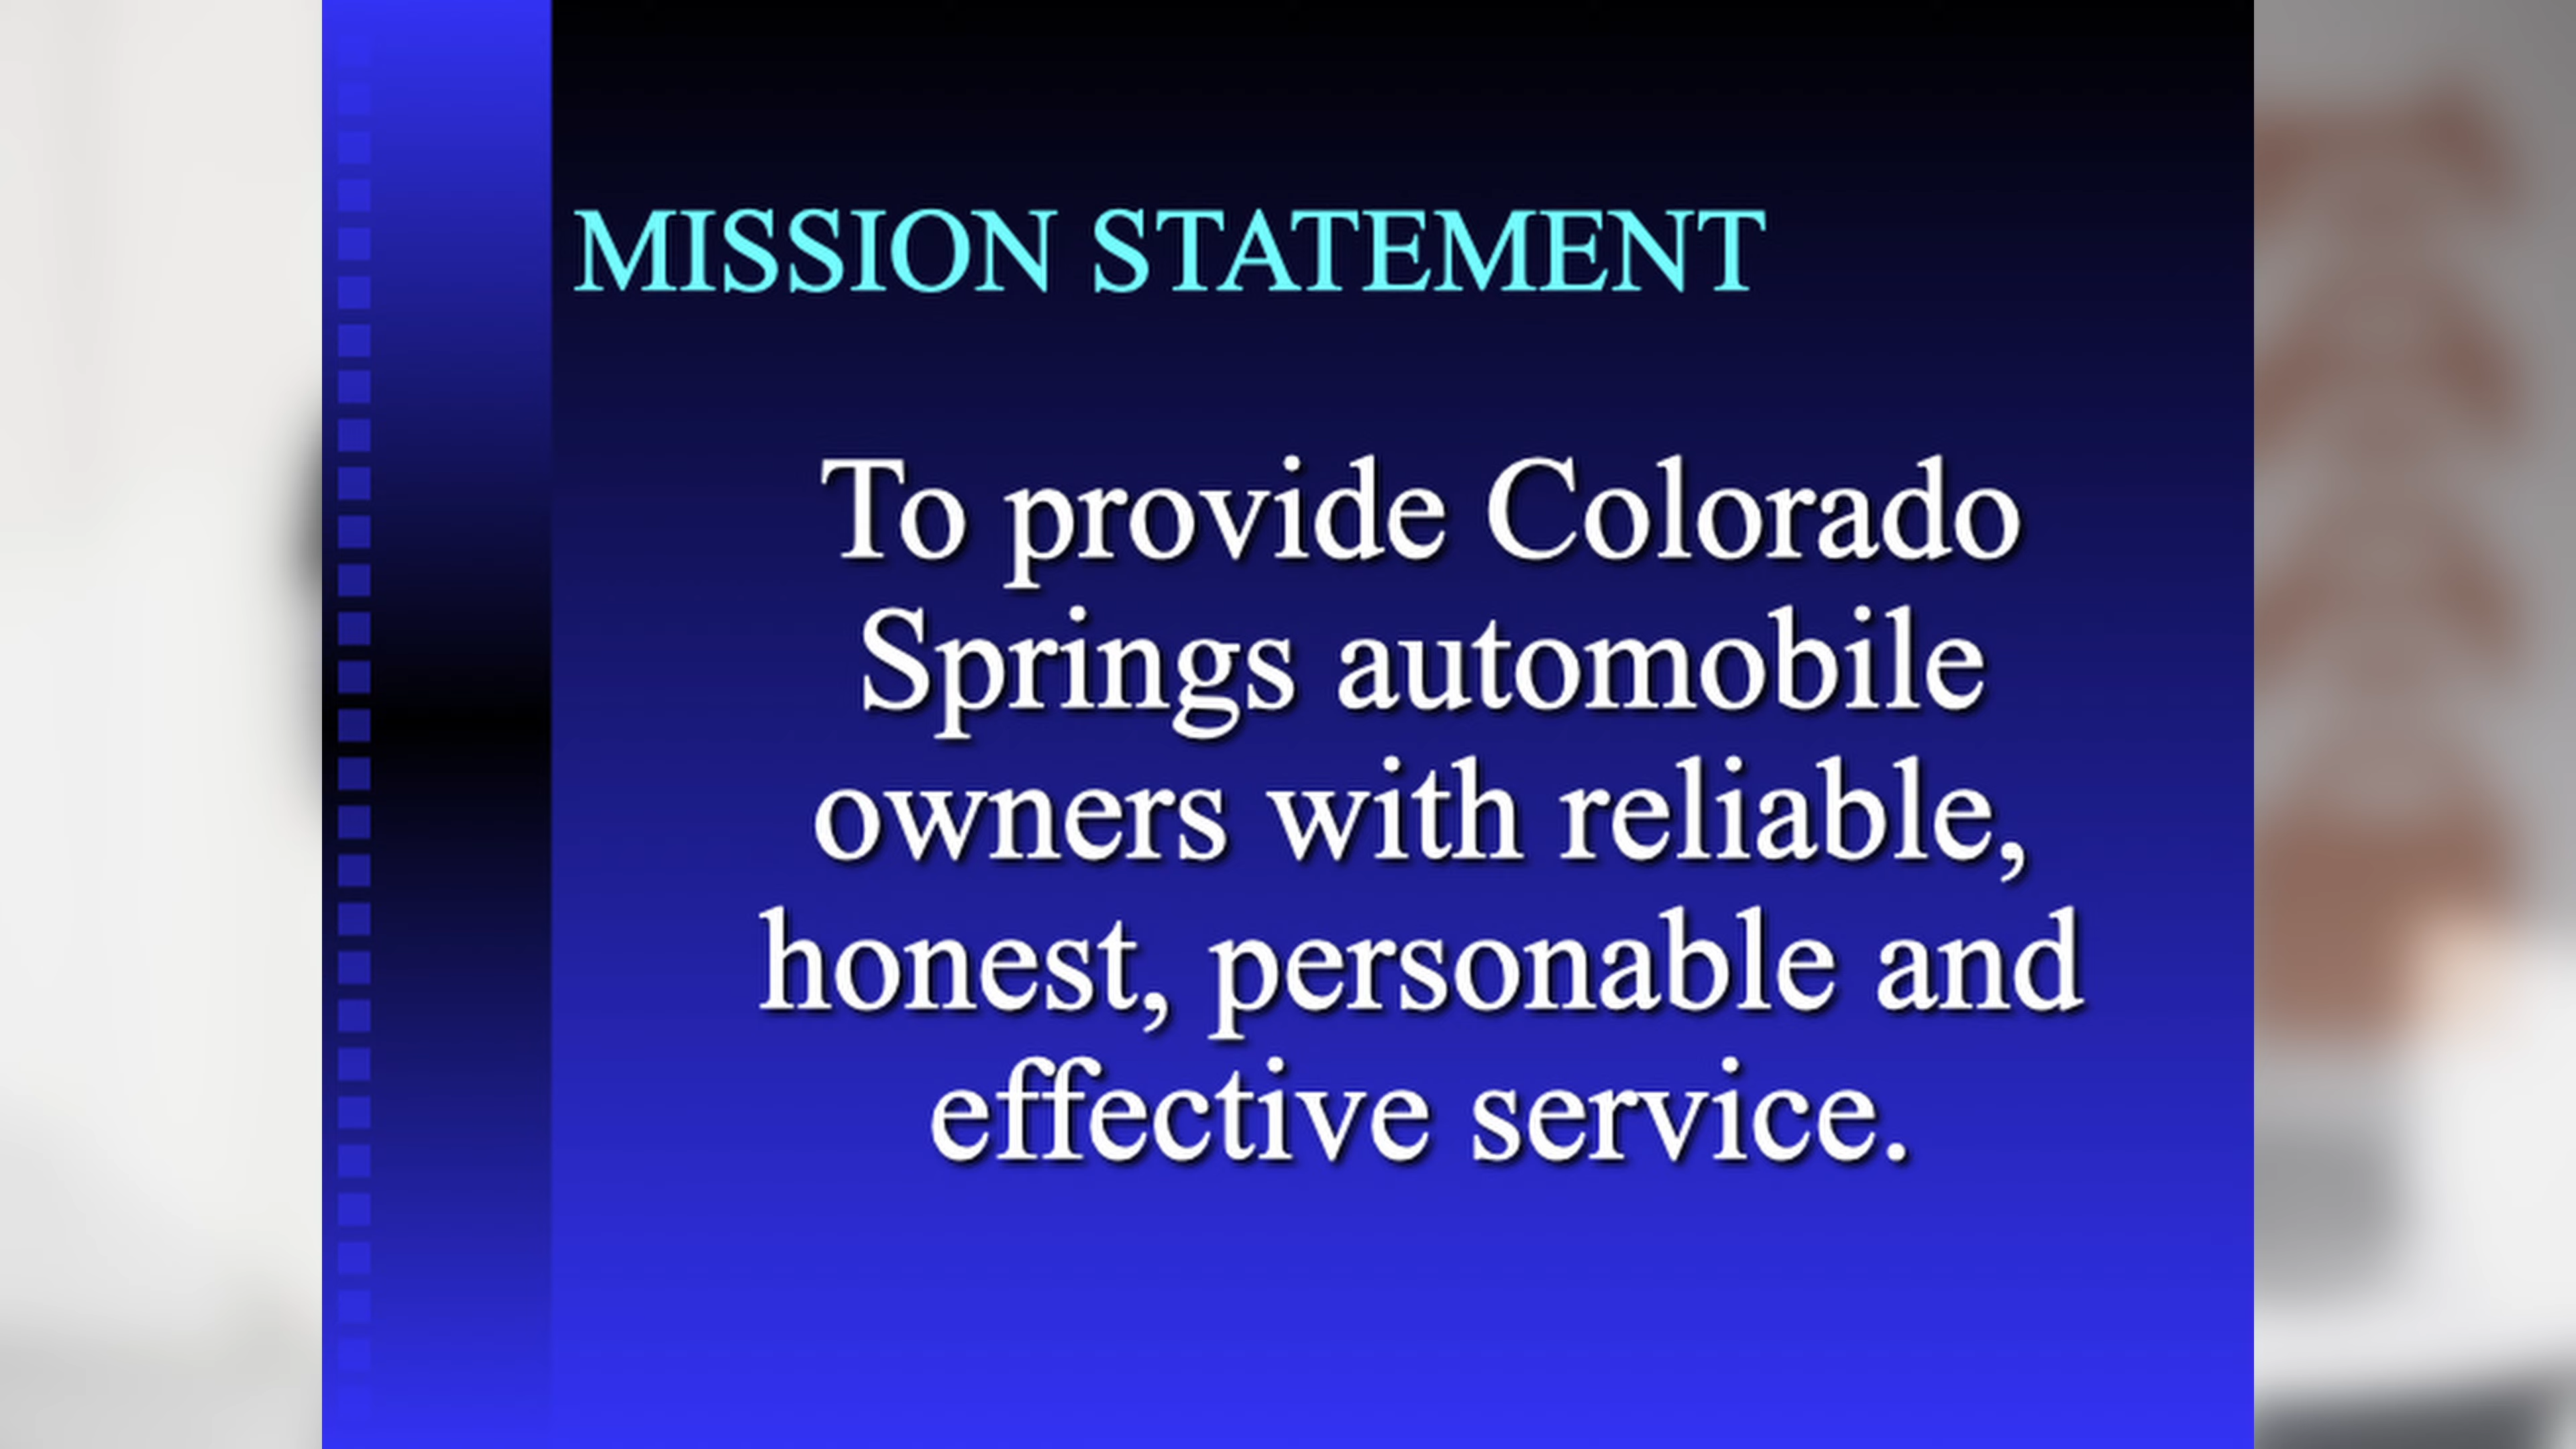 MISSION STATEMENT
To provide Colorado
Springs automobile
owners with reliable,
honest, personable and
effective service.